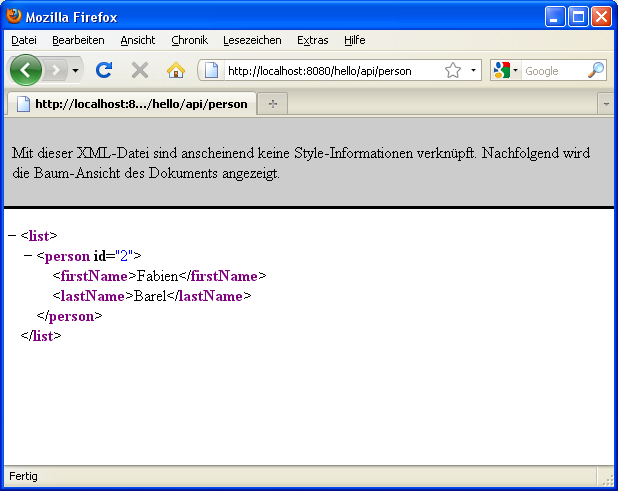 Mozilla Firefox
Datei Bearbeiten Ansicht Chronik Lesezeichen Extras Hilfe
http://localhost:8080/hello/api/person Google
http://localhost:8.../hello/api/person
Mit dieser XML-Datei sind anscheinend keine Style-Informationen verknüpft. Nachfolgend wird
die Baum-Ansicht des Dokuments angezeigt.
− <list>
− <person id="2">
<firstName>Fabien</firstName>
<lastName>Barel</lastName>
</person>
</list>
Fertig